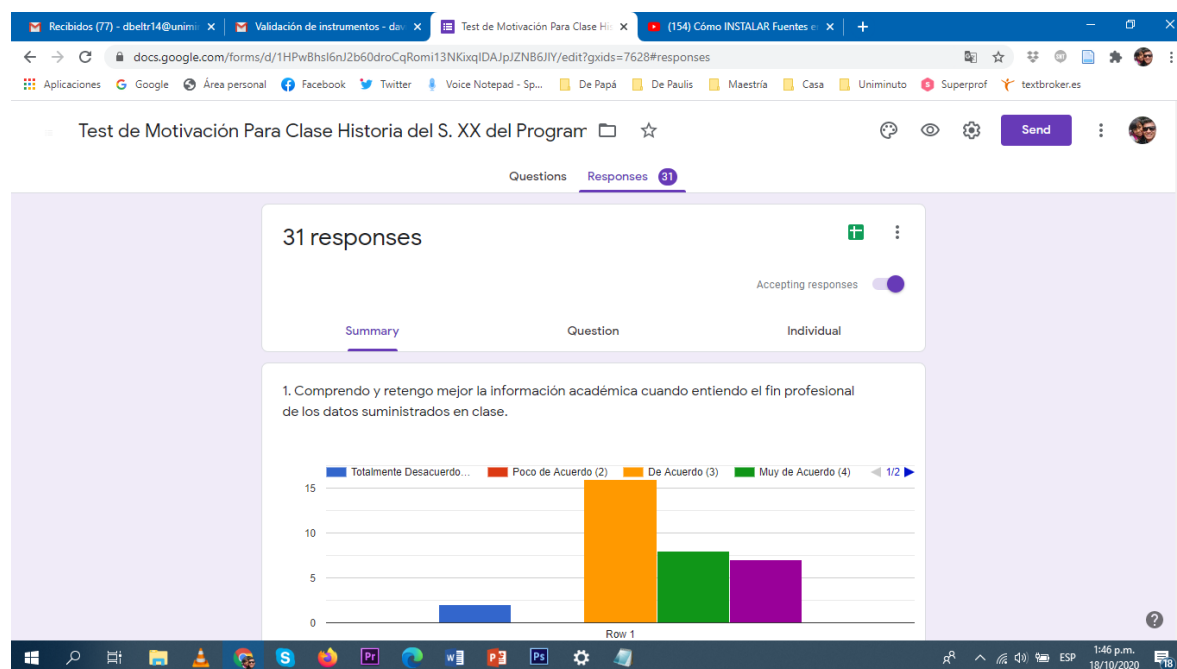 Recibidos (77) - dbeltr14@unimi
Validación de instrumentos - dav
Test de Motivación Para Clase His
(154) Cómo INSTALAR Fuentes e
docs.google.com/forms/d/1HPwBhsl6nJ2b60droCqRomi13NKixqIDAJpJZNB6JIY/edit?gxids=7628#responses
Aplicaciones Google Área personal Facebook Twitter Voice Notepad - Sp... De Papá De Paulis Maestría Casa Uniminuto Superprof textbroker.es
Test de Motivación Para Clase Historia del S. XX del Program
Send
Questions Responses 31
31 responses
Accepting responses
Summary Question Individual
1. Comprendo y retengo mejor la información académica cuando entiendo el fin profesional
de los datos suministrados en clase.
Totalmente Desacuerdo... Poco de Acuerdo (2) De Acuerdo (3) Muy de Acuerdo (4) 1/2
15
10
5
0
Row 1
ESP
1:46 p.m.
18/10/2020
18